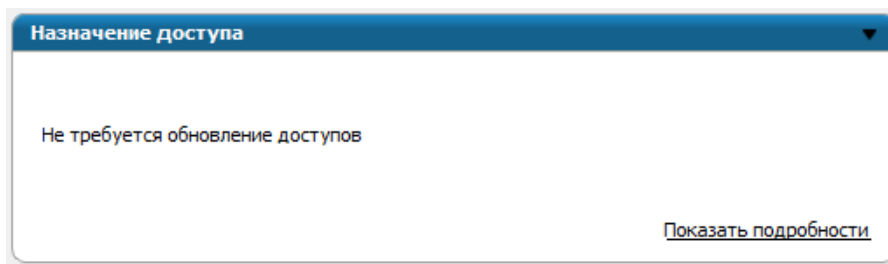 Назначение доступа
Не требуется обновление доступов
Показать подробности